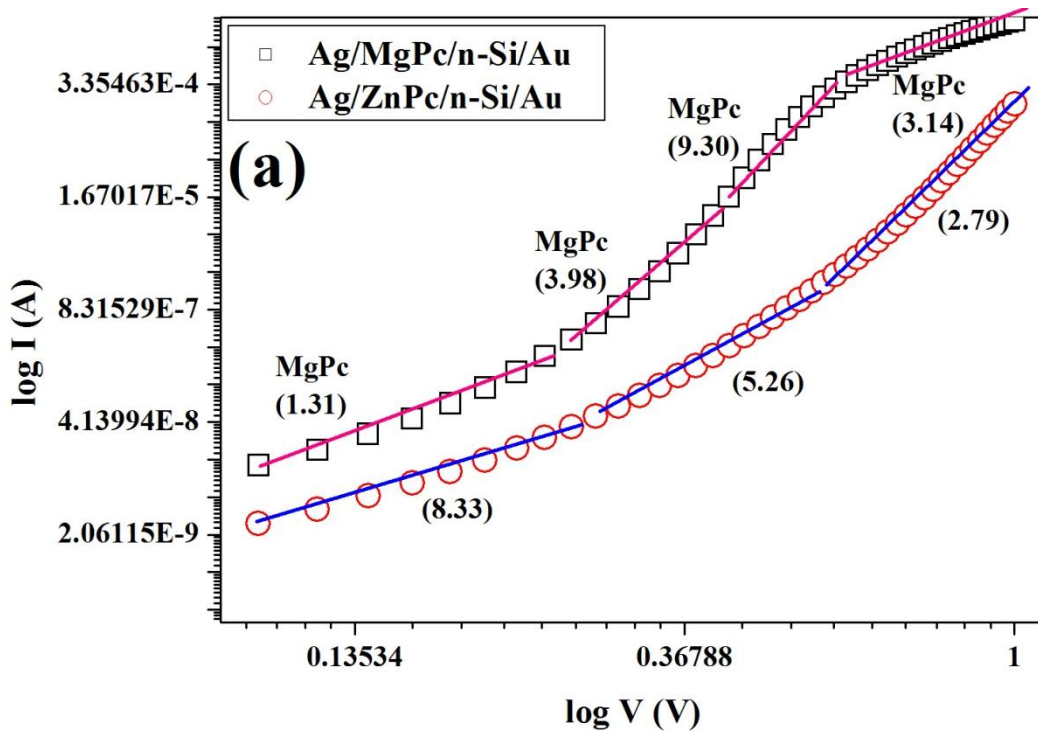 Ag/MgPc/n-Si/Au
Ag/ZnPc/n-Si/Au
(a)
log I (A)
3.35463E-4
1.67017E-5
8.31529E-7
4.13994E-8
2.06115E-9
MgPc
(1.31)
MgPc
(3.98)
MgPc
(9.30)
MgPc
(3.14)
(8.33)
(5.26)
(2.79)
0.13534
0.36788
1
log V (V)